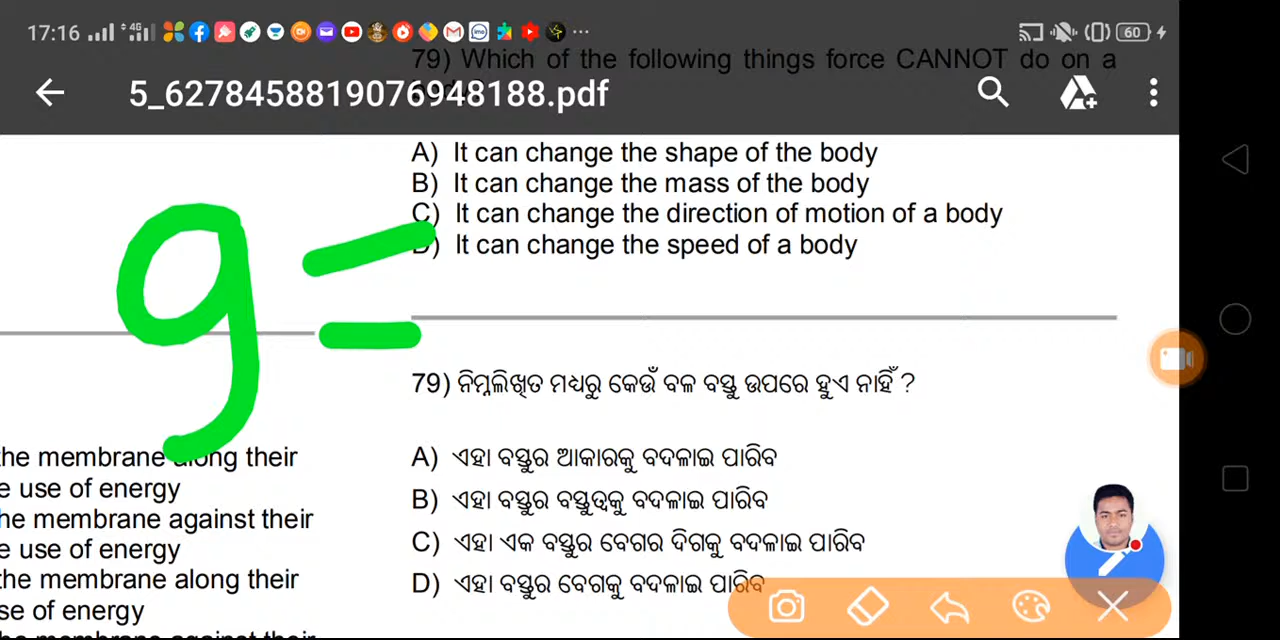 17:16 4G 60
79) Which of the following things force CANNOT do on a
5_6278458819076948188.pdf
A) It can change the shape of the body
B) It can change the mass of the body
C) It can change the direction of motion of a body
D) It can change the speed of a body
g=
79) ନିମ୍ନଲିଖିତ ମଧ୍ୟରୁ କେଉଁ ବଳ ବସ୍ତୁ ଉପରେ ହୁଏ ନାହିଁ ?
A) ଏହା ବସ୍ତୁର ଆକାରକୁ ବଦଳାଇ ପାରିବ
B) ଏହା ବସ୍ତୁର ବସ୍ତୁତ୍ୱକୁ ବଦଳାଇ ପାରିବ
C) ଏହା ଏକ ବସ୍ତୁର ବେଗର ଦିଗକୁ ବଦଳାଇ ପାରିବ
D) ଏହା ବସ୍ତୁର ବେଗକୁ ବଦଳାଇ ପାରିବ
the membrane along their
e use of energy
he membrane against their
e use of energy
the membrane along their
se of energy